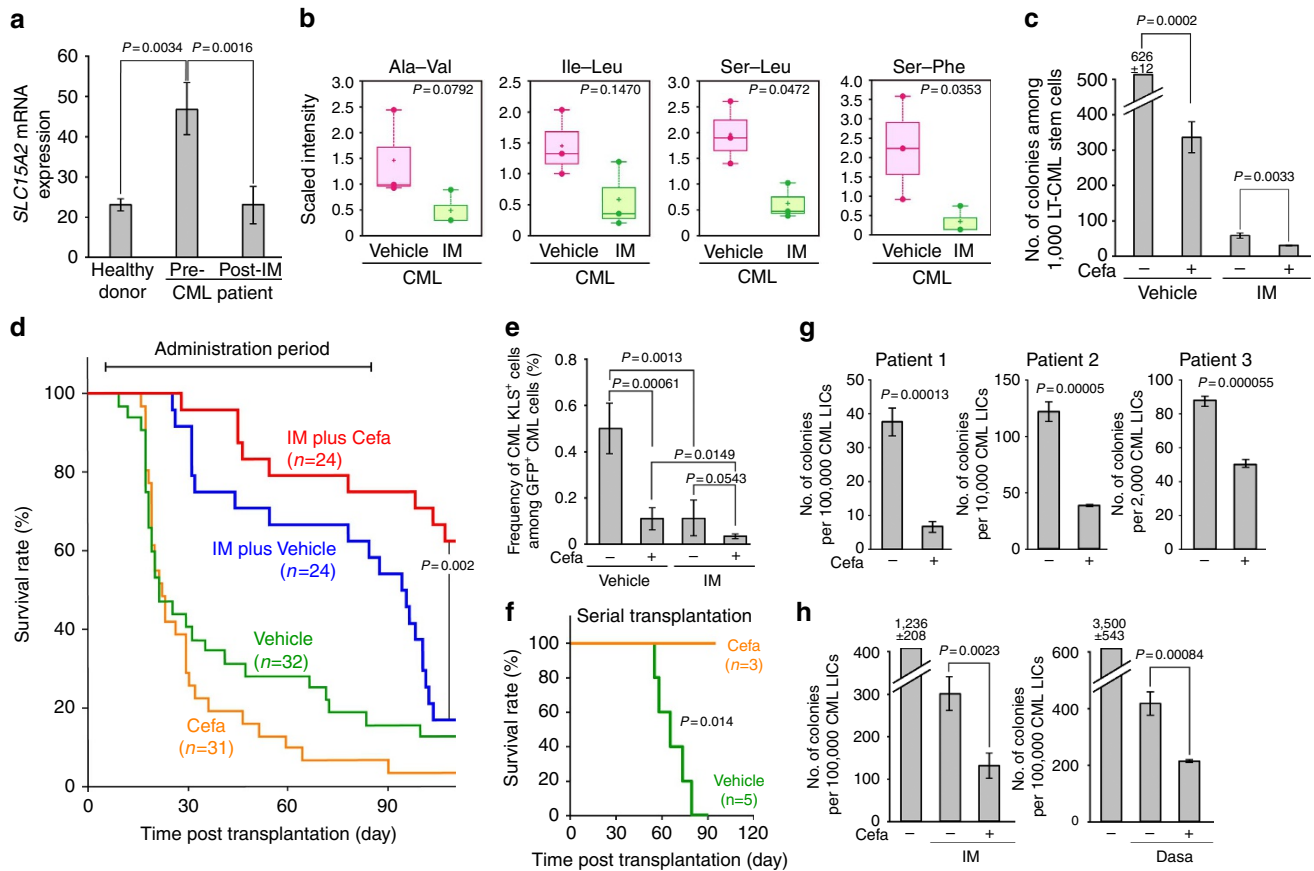 a
P=0.0034
P=0.0016
SLC15A2 mRNA
expression
60
50
40
30
20
10
0
Healthy
donor
Pre-
Post-IM
CML patient
b
Scaled intensity
Ala–Val
P=0.0792
3.0
2.5
2.0
1.5
1.0
0.5
0
Vehicle IM
CML
Ile–Leu
P=0.1470
2.5
2.0
1.5
1.0
0.5
0
Vehicle IM
CML
Ser–Leu
P=0.0472
3.0
2.5
2.0
1.5
1.0
0.5
0
Vehicle IM
CML
Ser–Phe
P=0.0353
4.0
3.5
3.0
2.5
2.0
1.5
1.0
0.5
0
Vehicle IM
CML
c
No. of colonies among
1,000 LT-CML stem cells
P=0.0002
626
±12
500
400
300
200
100
0
P=0.0033
Cefa – + – +
Vehicle IM
d
Administration period
Survival rate (%)
100
80
60
40
20
0
IM plus Cefa
(n=24)
IM plus Vehicle
(n=24)
P=0.002
Vehicle
(n=32)
Cefa
(n=31)
0 30 60 90
Time post transplantation (day)
e
Frequency of CML KLS+ cells
among GFP+ CML cells (%)
0.8
0.6
0.4
0.2
0
P=0.0013
P=0.00061
P=0.0149
P=0.0543
Cefa – + – +
Vehicle IM
f
Serial transplantation
Survival rate (%)
100
80
60
40
20
0
Cefa
(n=3)
P=0.014
Vehicle
(n=5)
0 30 60 90 120
Time post transplantation (day)
g
Patient 1
No. of colonies
per 100,000 CML LICs
50
40
30
20
10
0
P=0.00013
Cefa – +
Patient 2
No. of colonies
per 10,000 CML LICs
150
100
50
0
P=0.00005
– +
Patient 3
No. of colonies
per 2,000 CML LICs
100
80
60
40
20
0
P=0.000055
– +
h
1,236
±208
No. of colonies
per 100,000 CML LICs
400
300
200
100
0
P=0.0023
Cefa – – +
IM
3,500
±543
No. of colonies
per 100,000 CML LICs
600
400
200
0
P=0.00084
– – +
Dasa